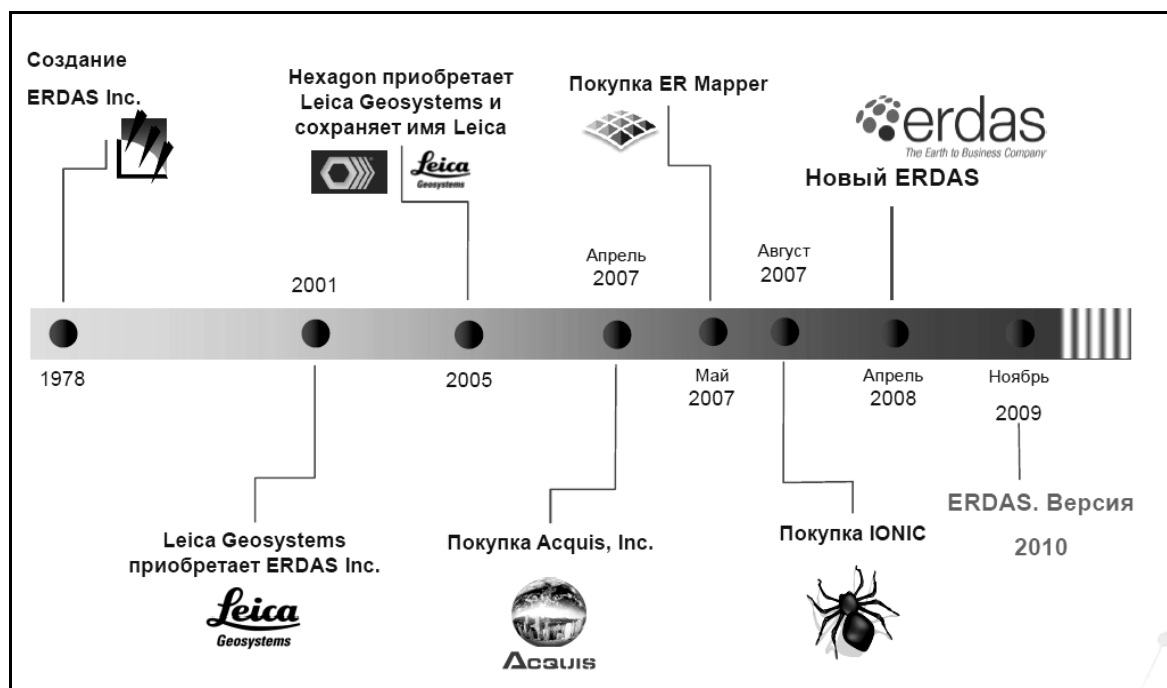 Создание
ERDAS Inc.
Hexagon приобретает
Leica Geosystems и
сохраняет имя Leica
Leica
Geosystems
Покупка ER Mapper
erdas
The Earth to Business Company
Новый ERDAS
2001
Апрель
2007
Август
2007
1978
2005
Май
2007
Апрель
2008
Ноябрь
2009
Leica Geosystems
приобретает ERDAS Inc.
Leica
Geosystems
Покупка Acquis, Inc.
ACQUIS
Покупка IONIC
ERDAS. Версия
2010